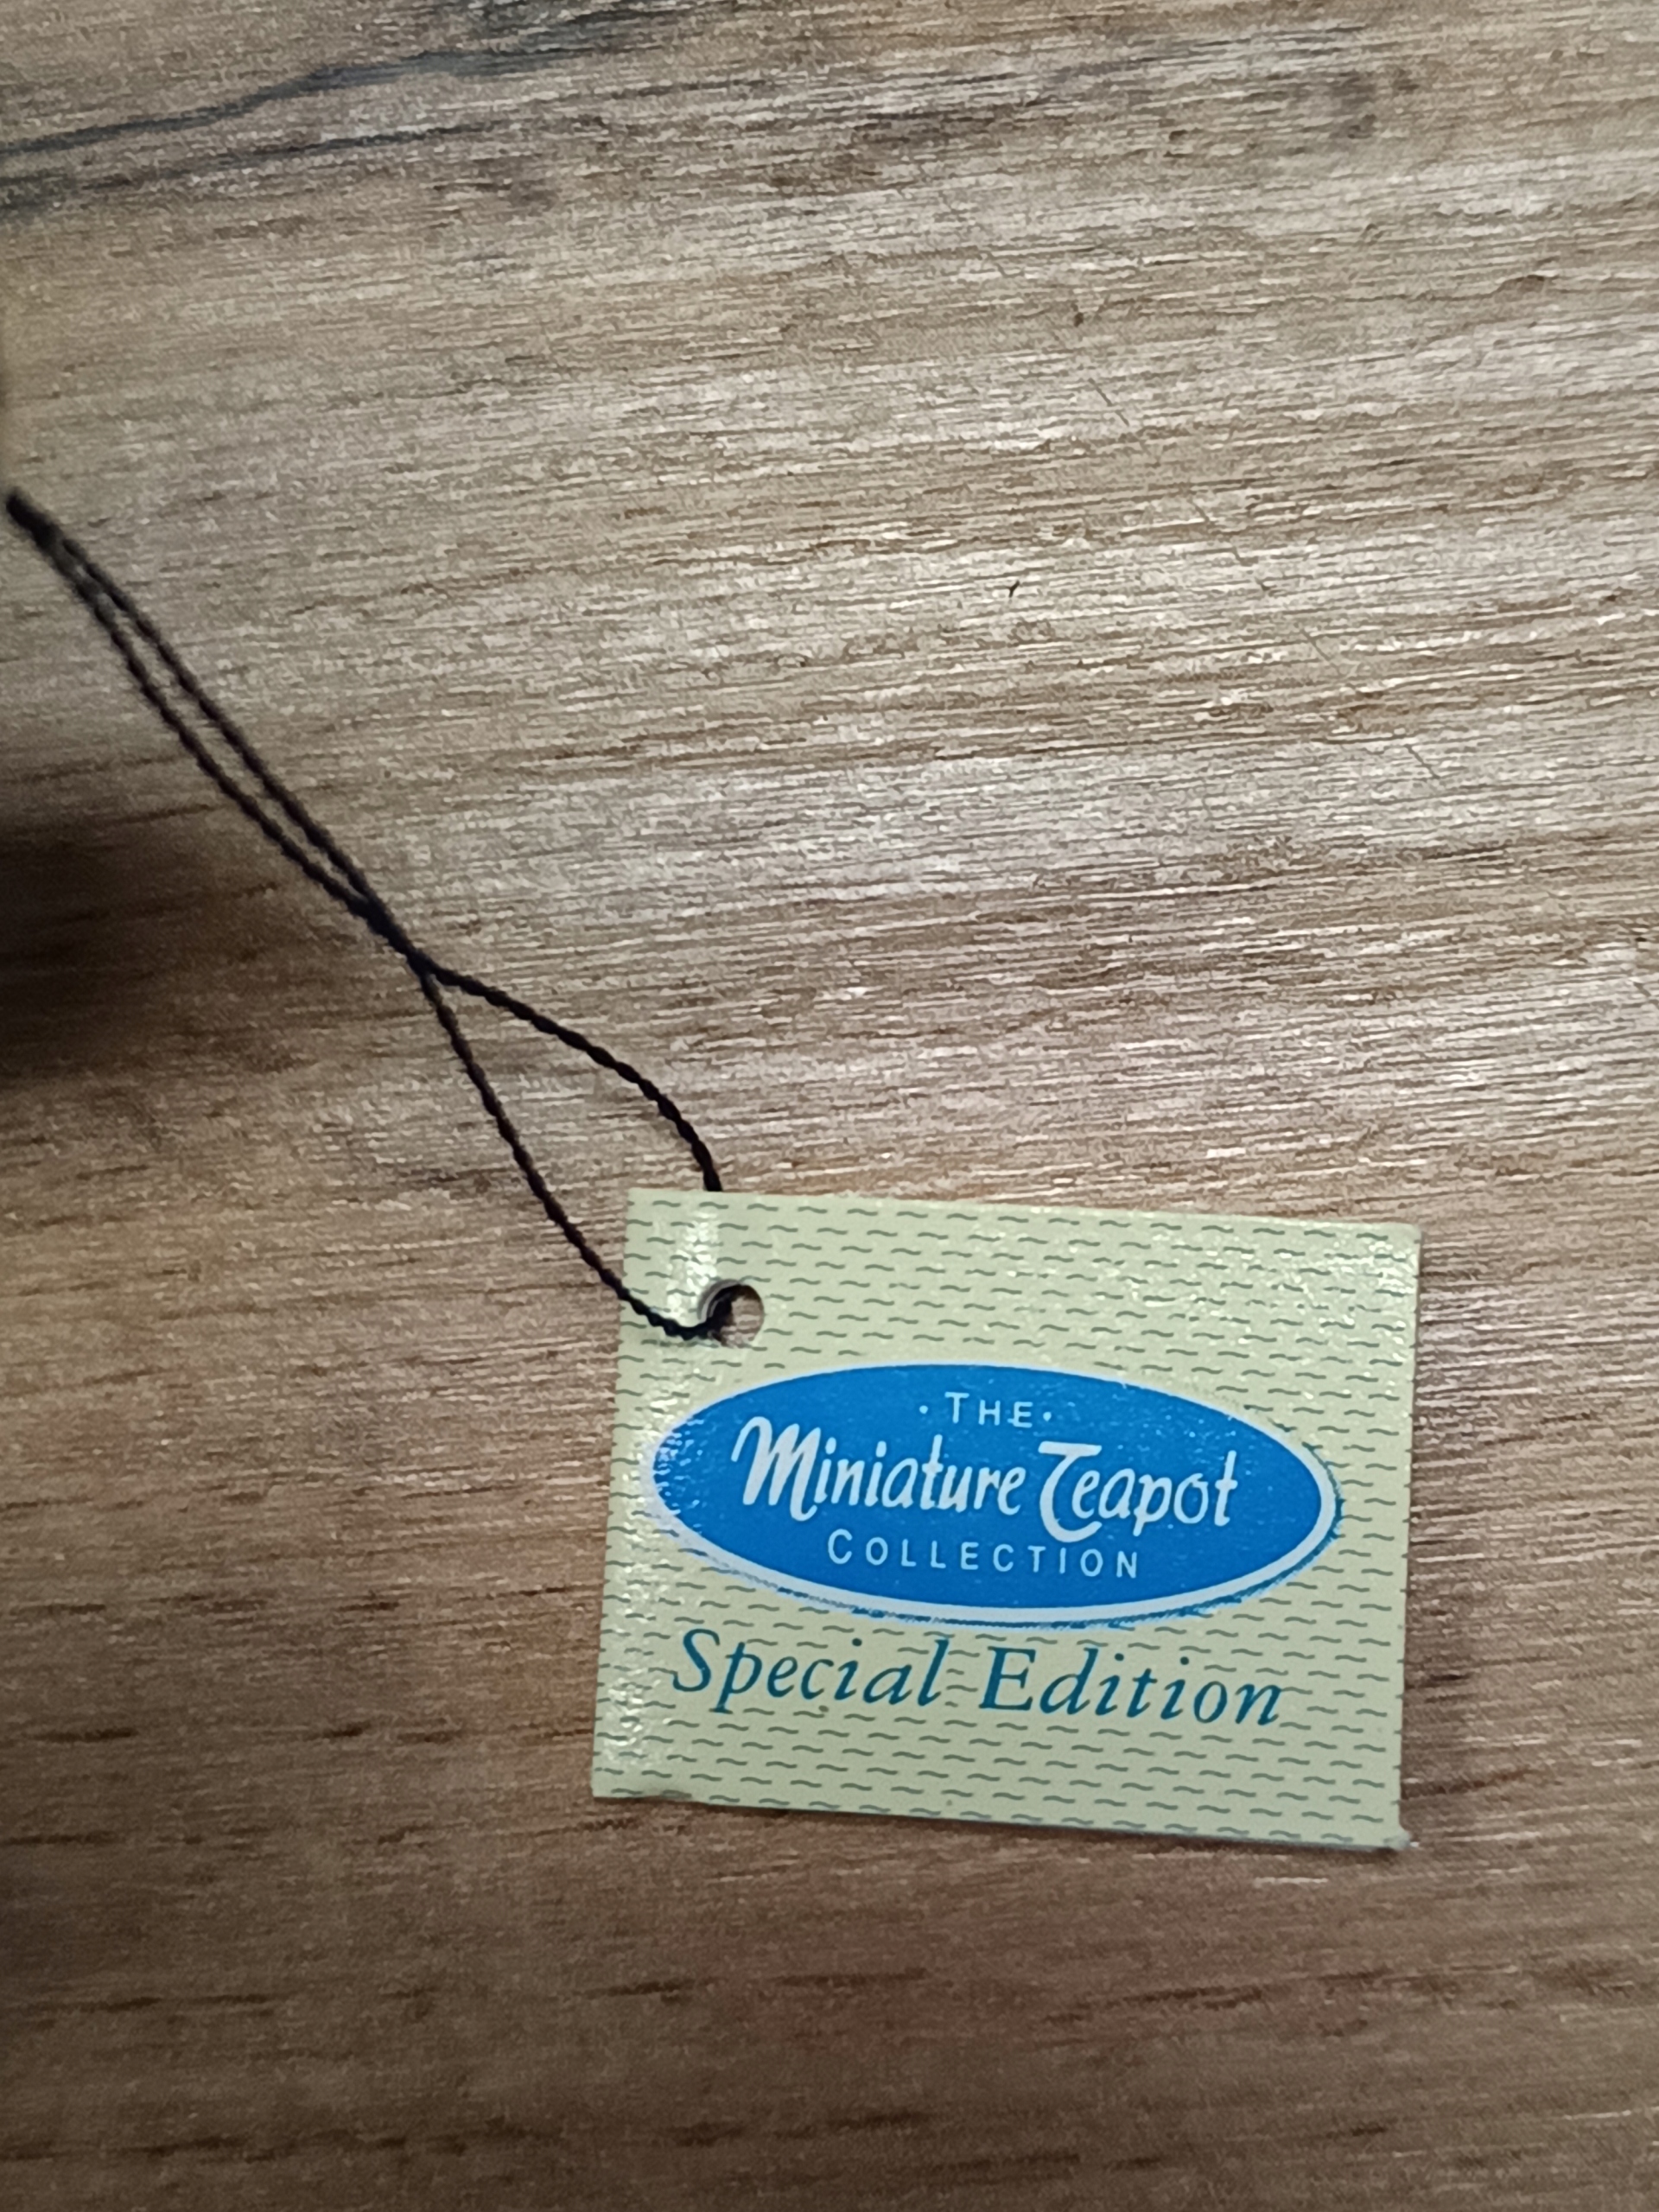 · THE ·
Miniature Teapot
COLLECTION
Special Edition